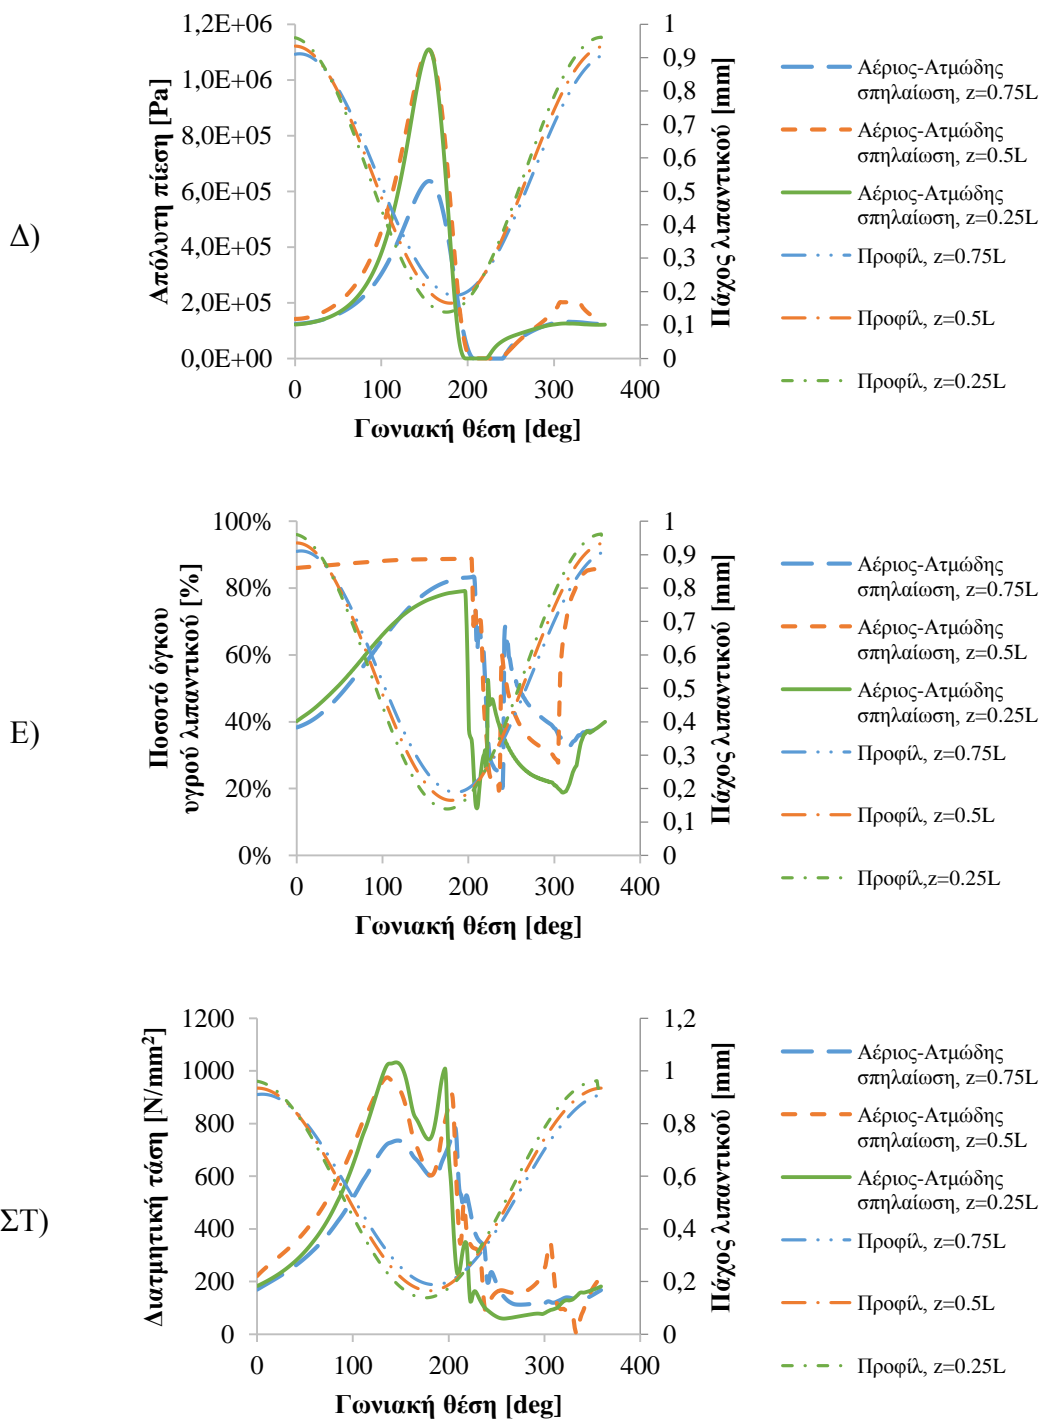 Δ)
Απόλυτη πίεση [Pa]
1,2E+06
1,0E+06
8,0E+05
6,0E+05
4,0E+05
2,0E+05
0,0E+00
0
100
200
300
400
Γωνιακή θέση [deg]
1
0,9
0,8
0,7
0,6
0,5
0,4
0,3
0,2
0,1
0
Πάχος λιπαντικού [mm]
Αέριος-Ατμώδης
σπηλαίωση, z=0.75L
Αέριος-Ατμώδης
σπηλαίωση, z=0.5L
Αέριος-Ατμώδης
σπηλαίωση, z=0.25L
Προφίλ, z=0.75L
Προφίλ, z=0.5L
Προφίλ, z=0.25L
Ε)
Ποσοτό όγκου
υγρού λιπαντικού [%]
100%
80%
60%
40%
20%
0%
0
100
200
300
400
Γωνιακή θέση [deg]
1
0,9
0,8
0,7
0,6
0,5
0,4
0,3
0,2
0,1
0
Πάχος λιπαντικού [mm]
Αέριος-Ατμώδης
σπηλαίωση, z=0.75L
Αέριος-Ατμώδης
σπηλαίωση, z=0.5L
Αέριος-Ατμώδης
σπηλαίωση, z=0.25L
Προφίλ, z=0.75L
Προφίλ, z=0.5L
Προφίλ,z=0.25L
ΣΤ)
Διατμητική τάση [N/mm²]
1200
1000
800
600
400
200
0
0
100
200
300
400
Γωνιακή θέση [deg]
1,2
1
0,8
0,6
0,4
0,2
0
Πάχος λιπαντικού [mm]
Αέριος-Ατμώδης
σπηλαίωση, z=0.75L
Αέριος-Ατμώδης
σπηλαίωση, z=0.5L
Αέριος-Ατμώδης
σπηλαίωση, z=0.25L
Προφίλ, z=0.75L
Προφίλ, z=0.5L
Προφίλ, z=0.25L